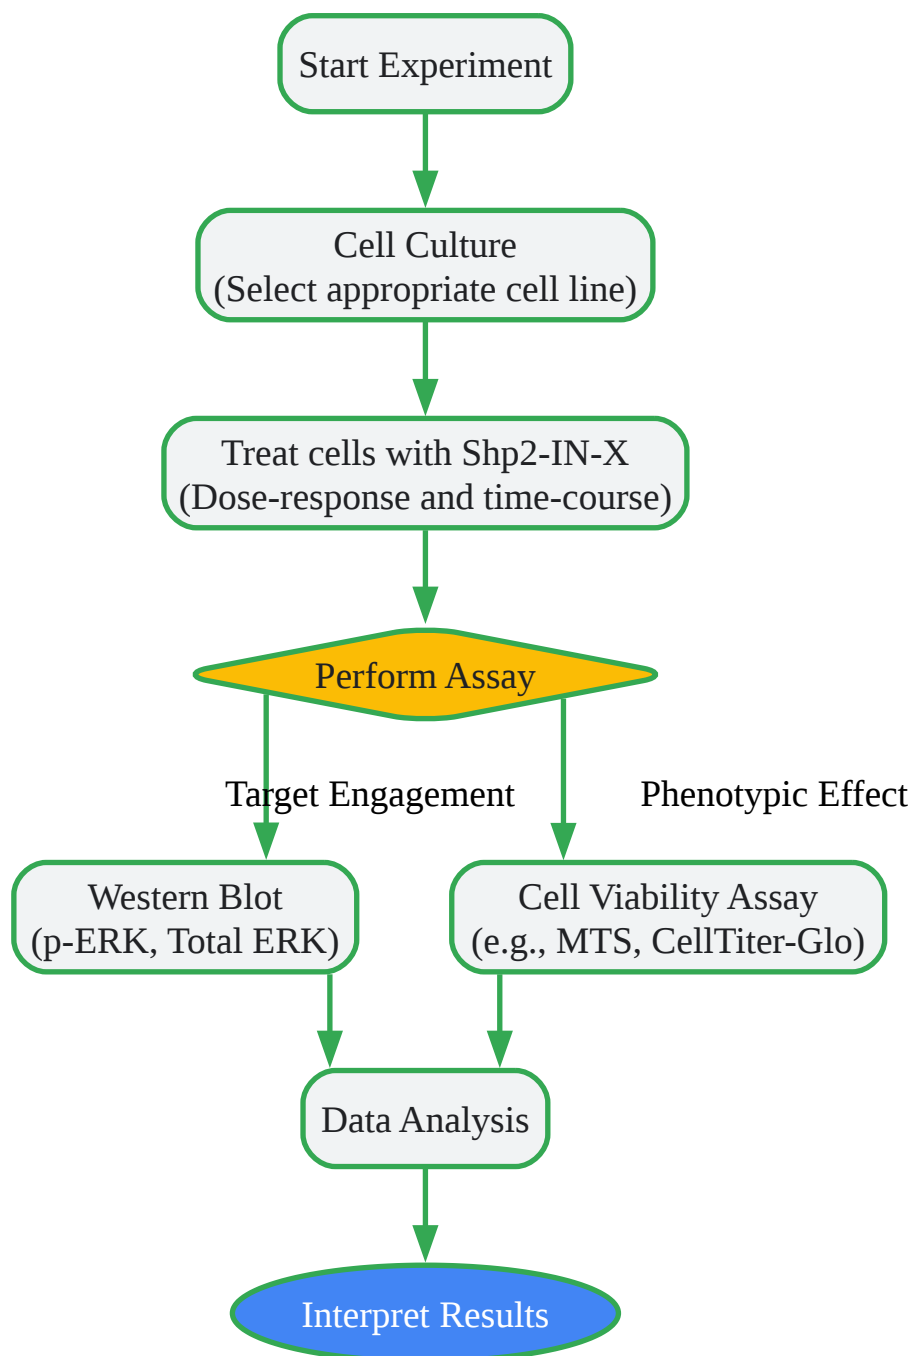 Start Experiment
Cell Culture
(Select appropriate cell line)
Treat cells with Shp2-IN-X
(Dose-response and time-course)
Perform Assay
Target Engagement
Phenotypic Effect
Western Blot
(p-ERK, Total ERK)
Cell Viability Assay
(e.g., MTS, CellTiter-Glo)
Data Analysis
Interpret Results